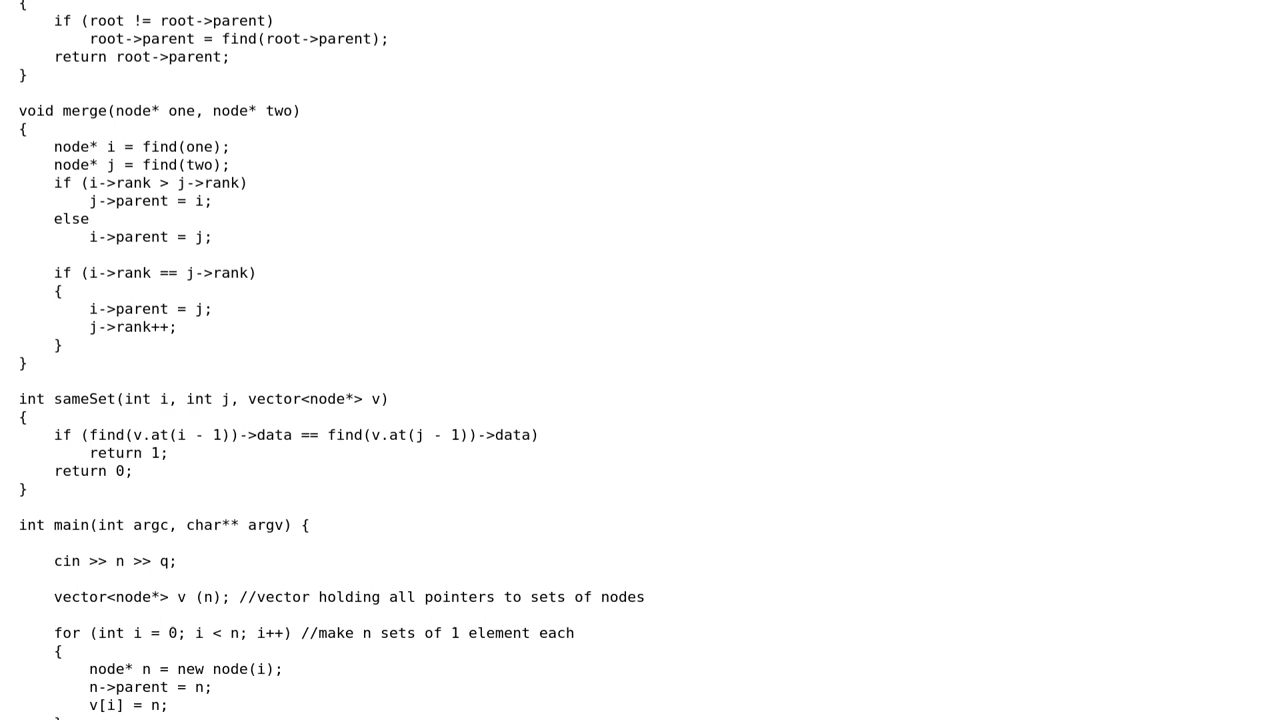 {
    if (root != root->parent)
        root->parent = find(root->parent);
    return root->parent;
}

void merge(node* one, node* two)
{
    node* i = find(one);
    node* j = find(two);
    if (i->rank > j->rank)
        j->parent = i;
    else
        i->parent = j;

    if (i->rank == j->rank)
    {
        i->parent = j;
        j->rank++;
    }
}

int sameSet(int i, int j, vector<node*> v)
{
    if (find(v.at(i - 1))->data == find(v.at(j - 1))->data)
        return 1;
    return 0;
}

int main(int argc, char** argv) {

    cin >> n >> q;

    vector<node*> v (n); //vector holding all pointers to sets of nodes

    for (int i = 0; i < n; i++) //make n sets of 1 element each
    {
        node* n = new node(i);
        n->parent = n;
        v[i] = n;
    }